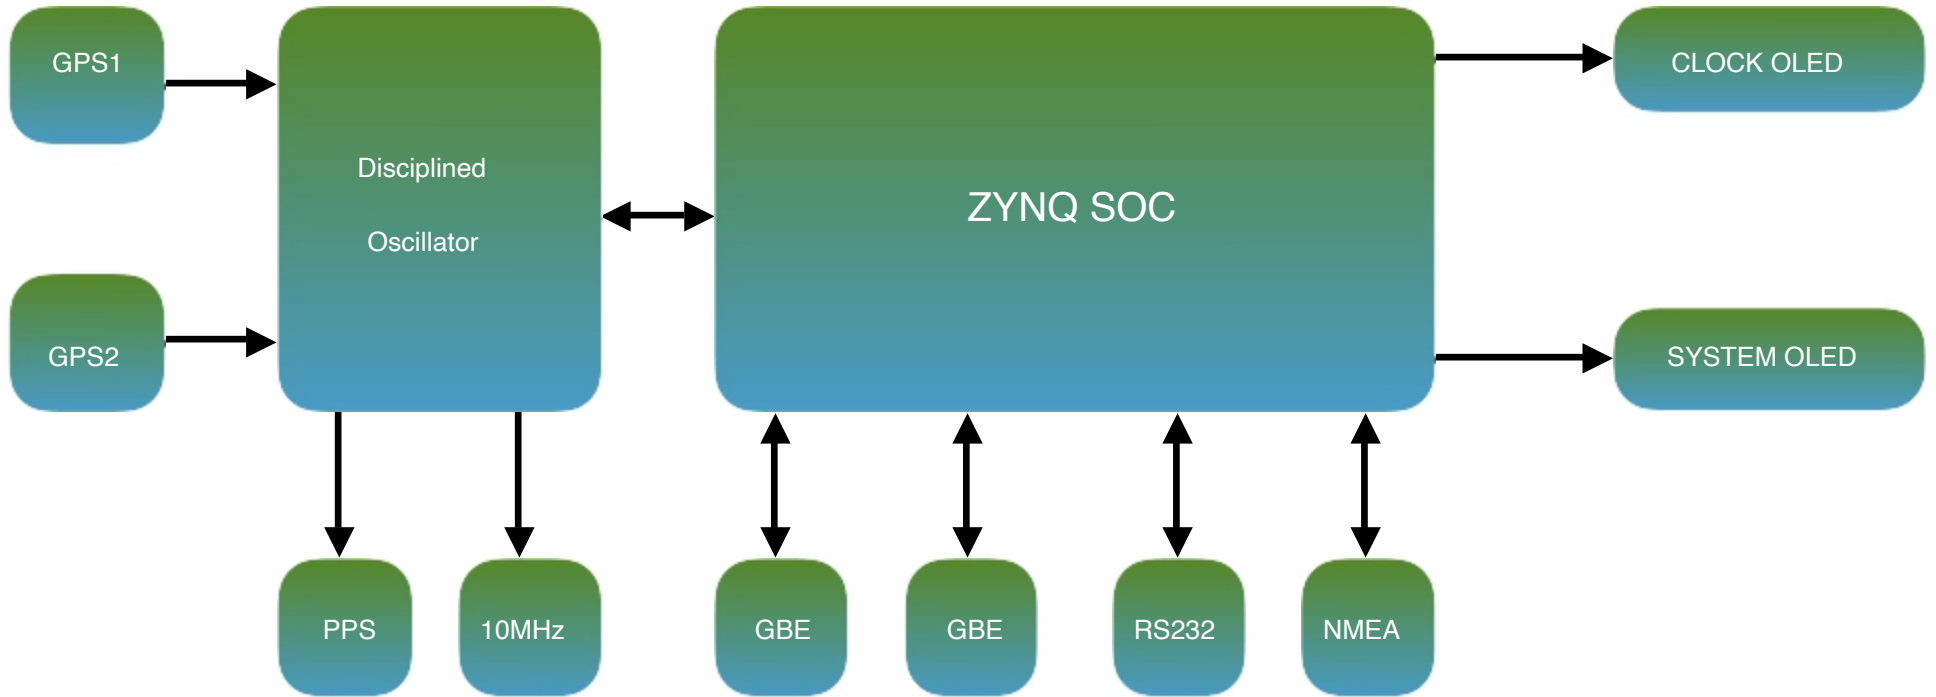 GPS1
CLOCK OLED
Disciplined
Oscillator
ZYNQ SOC
GPS2
SYSTEM OLED
PPS
10MHz
GBE
GBE
RS232
NMEA